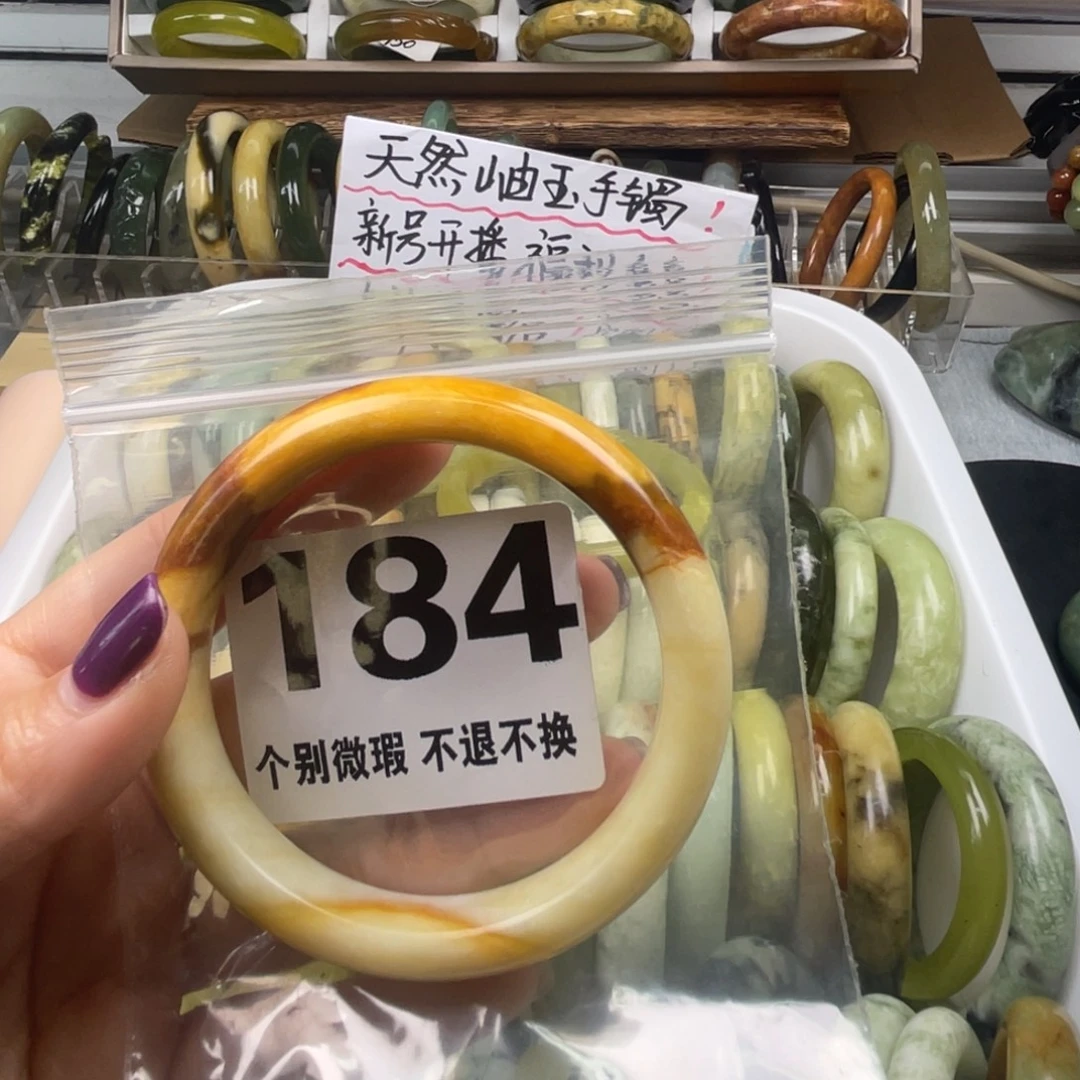 天然岫玉手镯！
新号开播 福
184
个别微瑕 不退不换